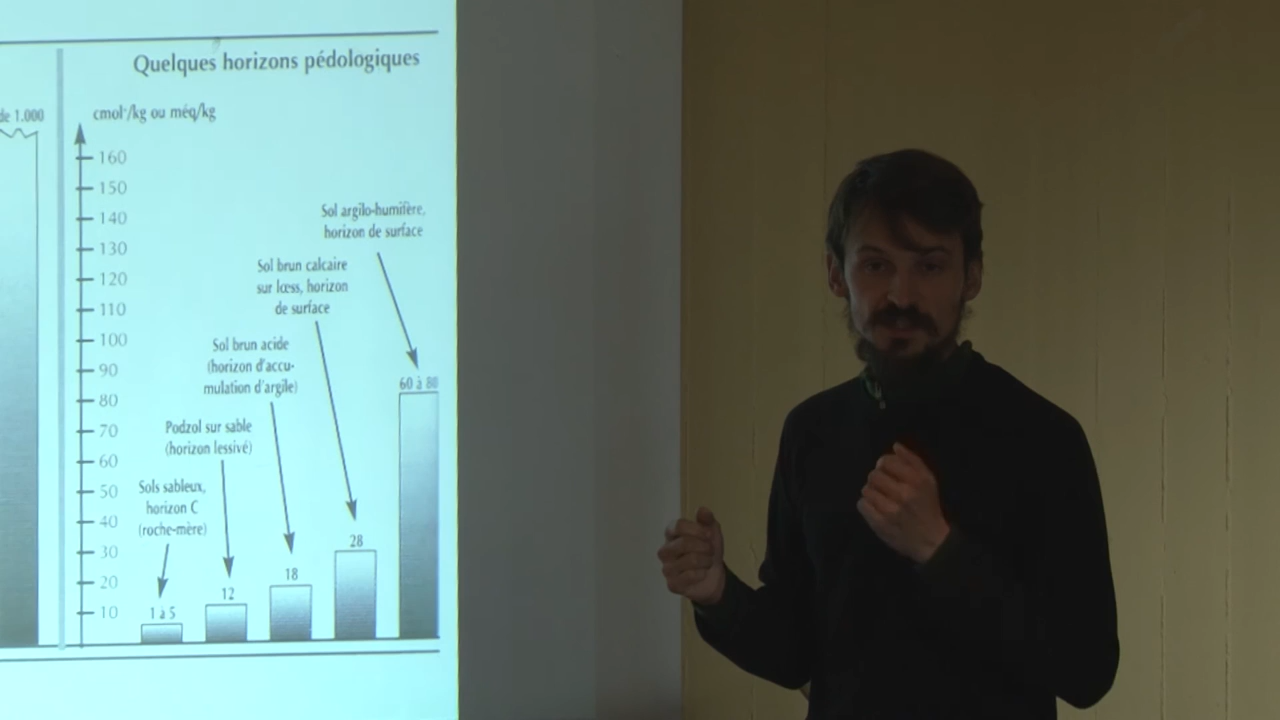 Quelques horizons pédologiques
de 1.000
cmol⁺/kg ou méq/kg
160
150
140
130
120
110
100
90
80
70
60
50
40
30
20
10
Sol argilo-humifère,
horizon de surface
Sol brun calcaire
sur lœss, horizon
de surface
Sol brun acide
(horizon d'accu-
mulation d'argile)
Podzol sur sable
(horizon lessivé)
Sols sableux,
horizon C
(roche-mère)
1 à 5
12
18
28
60 à 80